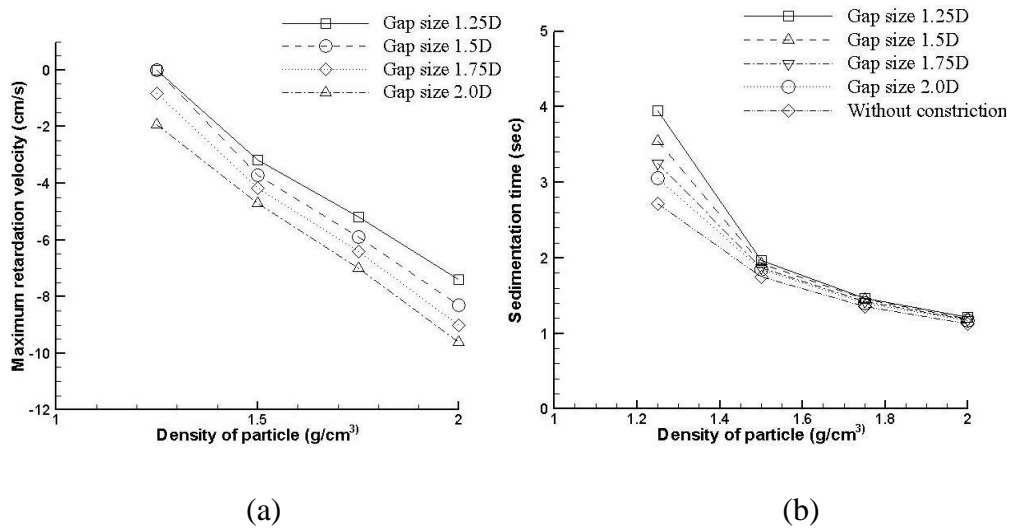 Gap size 1.25D
Gap size 1.5D
Gap size 1.75D
Gap size 2.0D
0
-2
-4
-6
-8
-10
-12
Maximum retardation velocity (cm/s)
1
1.5
2
Density of particle (g/cm³⁾
(a)
Gap size 1.25D
Gap size 1.5D
Gap size 1.75D
Gap size 2.0D
Without constriction
5
4
3
2
1
0
Sedimentation time (sec)
1
1.2
1.4
1.6
1.8
2
Density of particle (g/cm³⁾
(b)